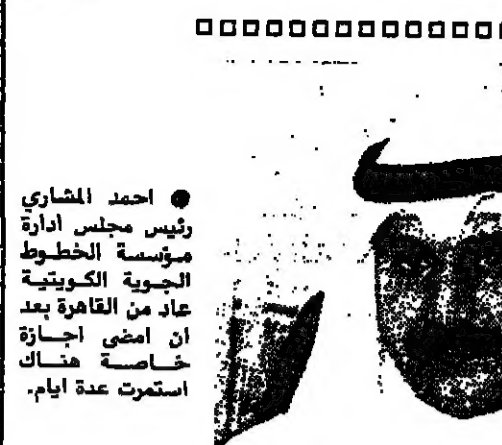 ● احمد المشاري
رئيس مجلس ادارة
مؤسسة الخطوط
الجوية الكويتية
عاد من القاهرة بعد
ان امضى اجازة
خاصة هناك
استمرت عدة ايام.